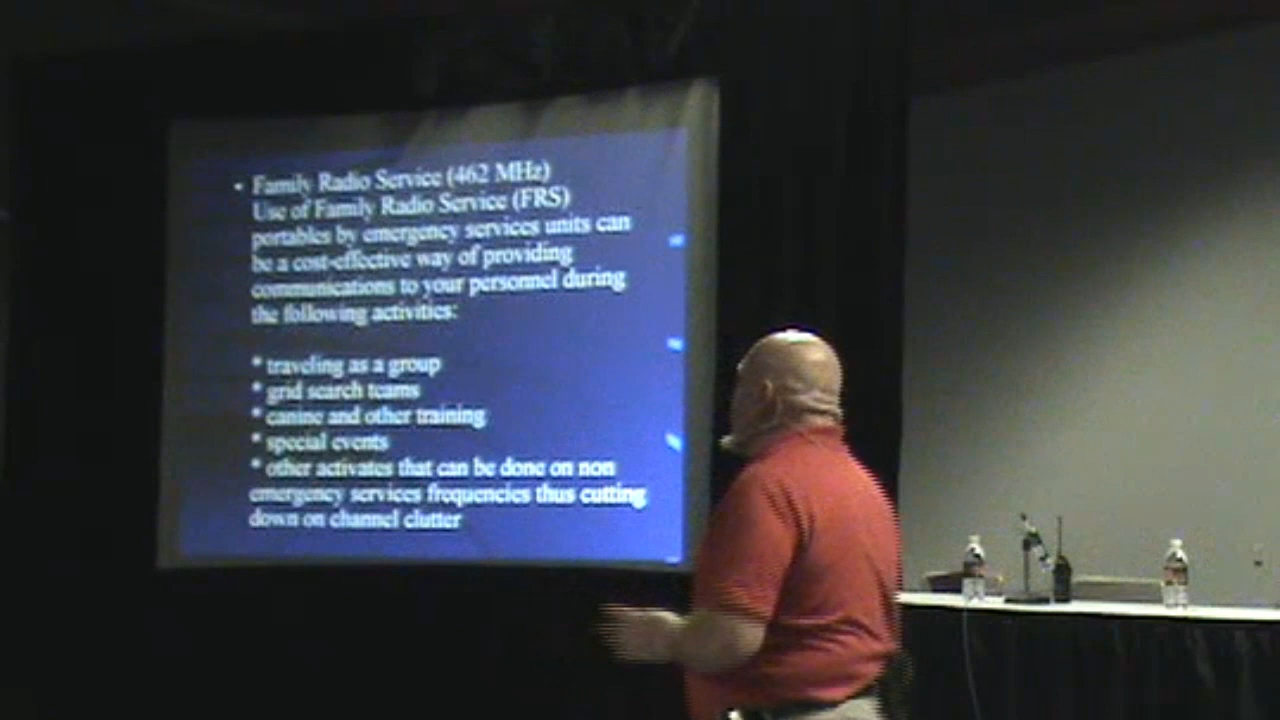 • Family Radio Service (462 MHz)
Use of Family Radio Service (FRS)
portables by emergency services units can
be a cost-effective way of providing
communications to your personnel during
the following activities:
* traveling as a group
* grid search teams
* canine and other training
* special events
* other activates that can be done on non
emergency services frequencies thus cutting
down on channel clutter